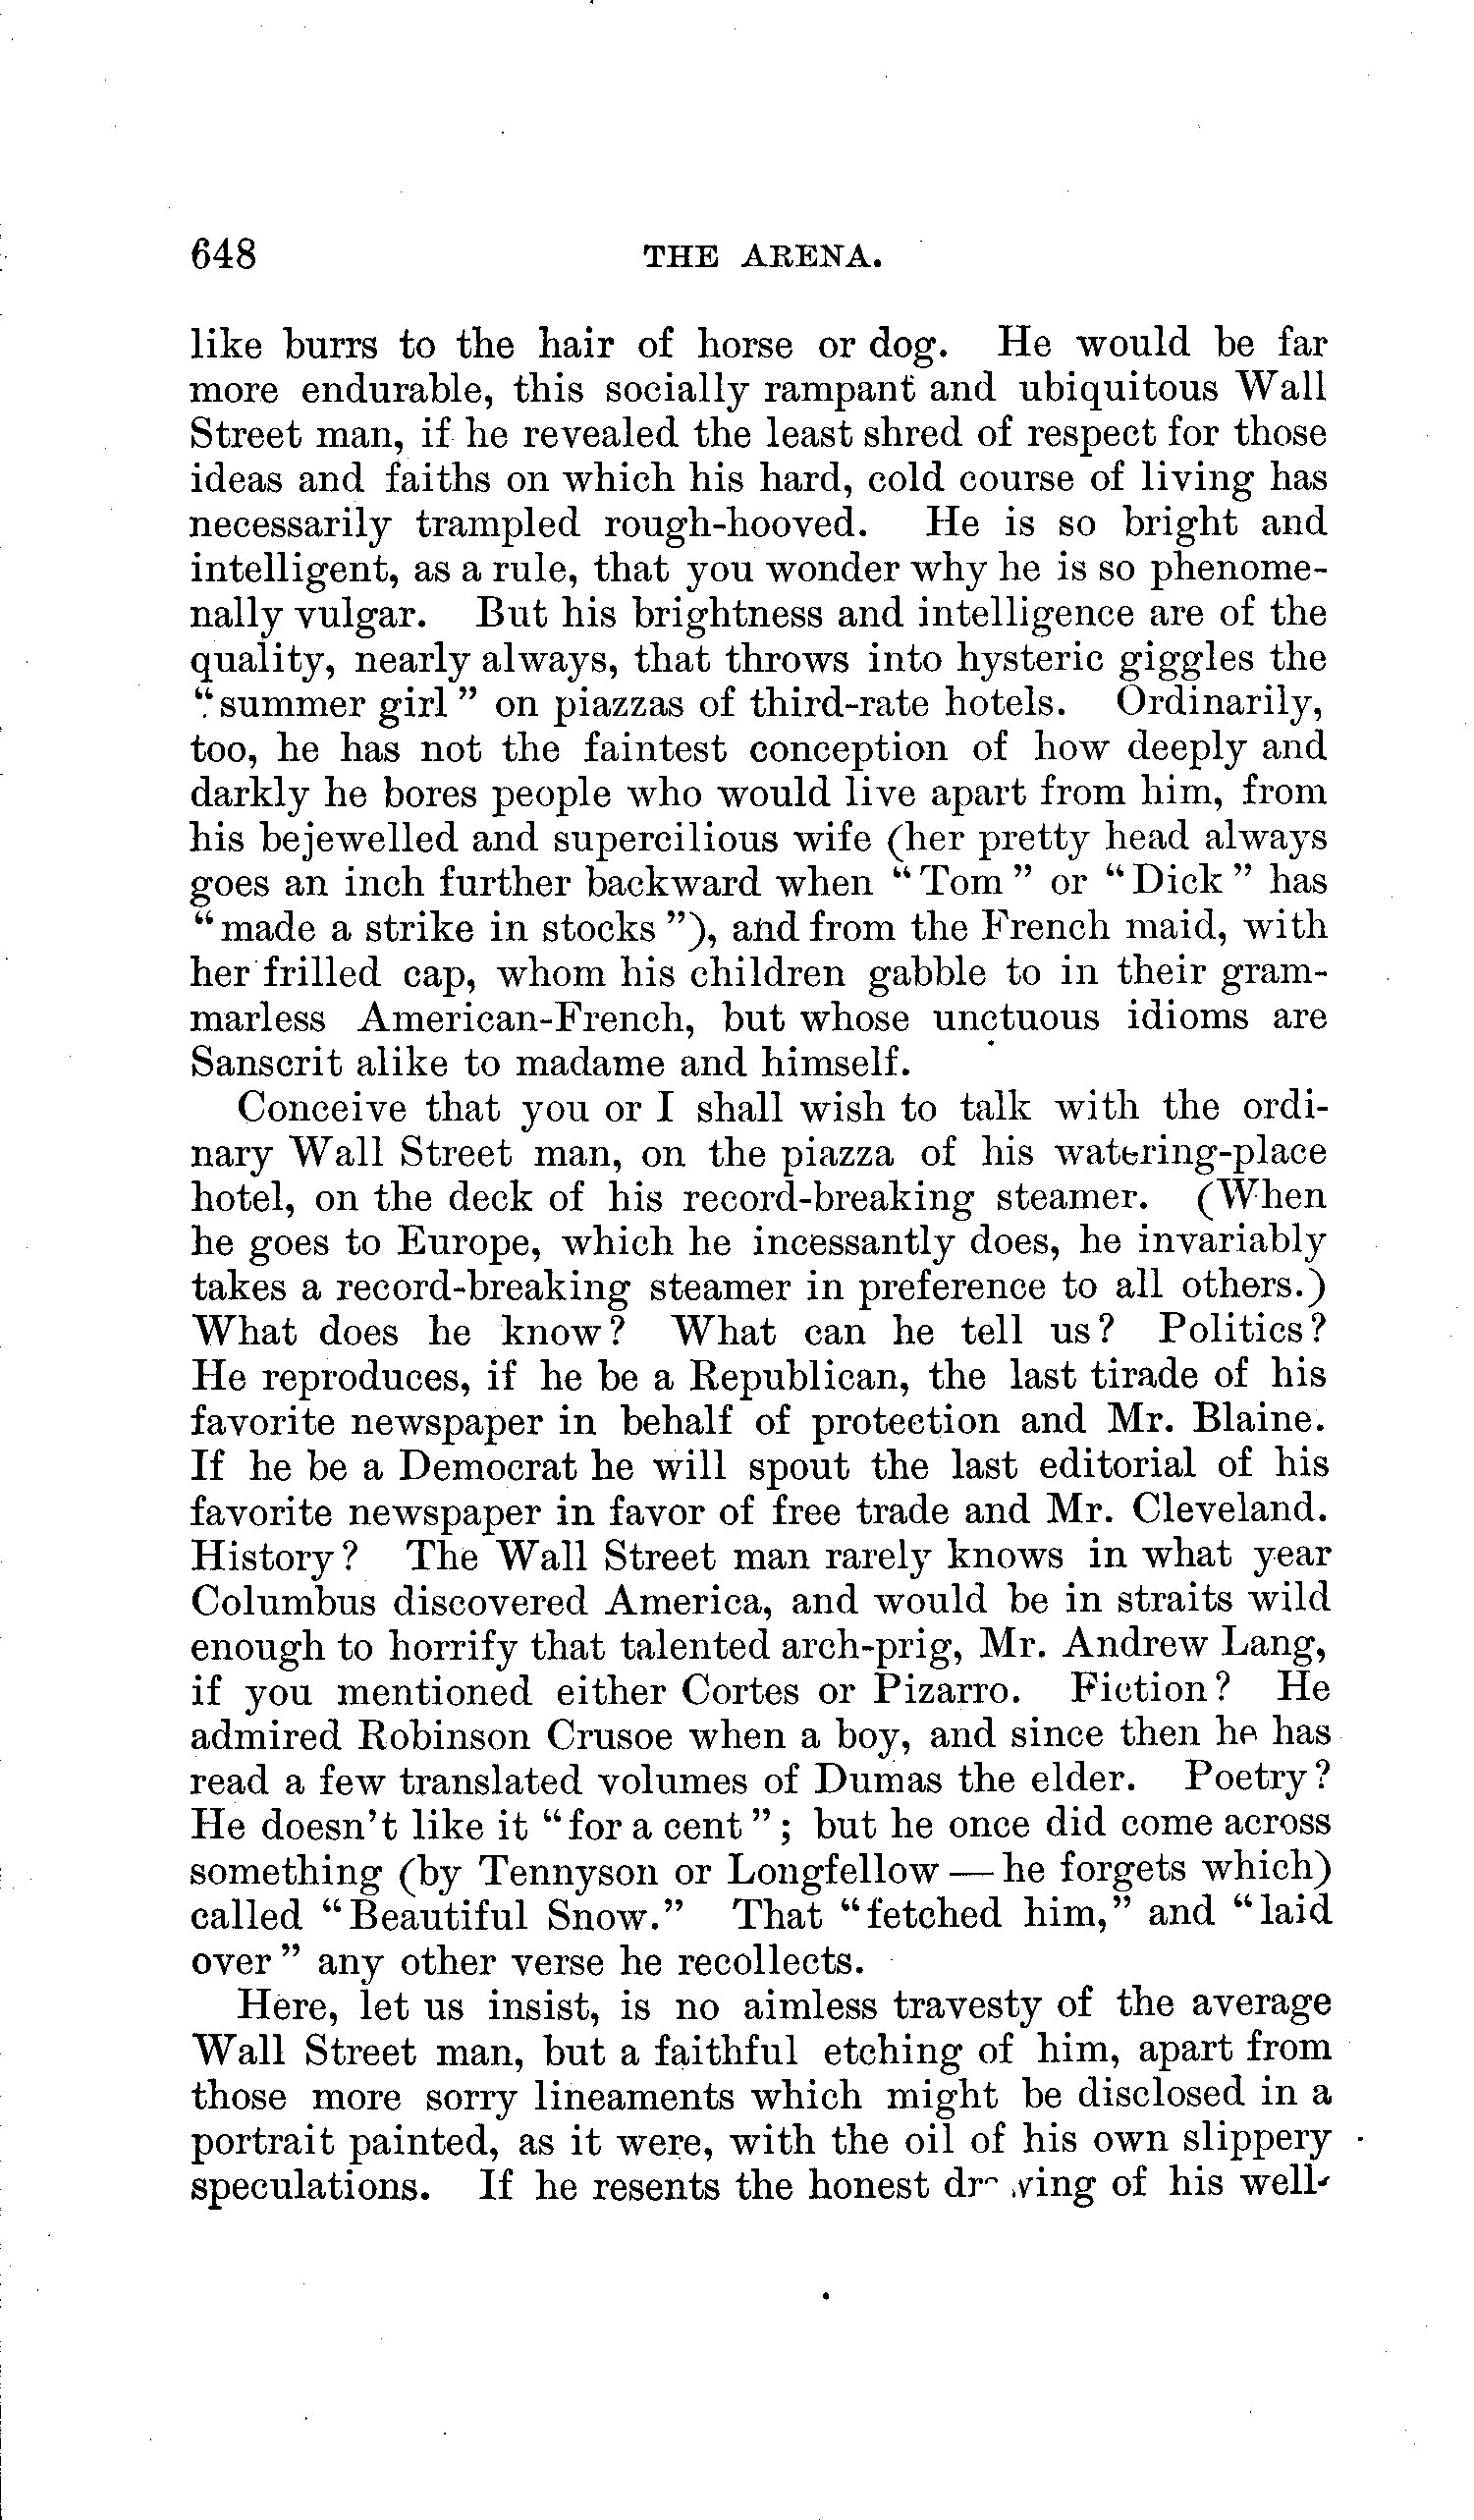 648 THE ARENA.
like burrs to the hair of horse or dog. He would be far
more endurable, this socially rampant and ubiquitous Wall
Street man, if he revealed the least shred of respect for those
ideas and faiths on which his hard, cold course of living has
necessarily trampled rough-hooved. He is so bright and
intelligent, as a rule, that you wonder why he is so phenome-
nally vulgar. But his brightness and intelligence are of the
quality, nearly always, that throws into hysteric giggles the
"summer girl" on piazzas of third-rate hotels. Ordinarily,
too, he has not the faintest conception of how deeply and
darkly he bores people who would live apart from him, from
his bejewelled and supercilious wife (her pretty head always
goes an inch further backward when "Tom" or "Dick" has
"made a strike in stocks"), and from the French maid, with
her frilled cap, whom his children gabble to in their gram-
marless American-French, but whose unctuous idioms are
Sanscrit alike to madame and himself.
Conceive that you or I shall wish to talk with the ordi-
nary Wall Street man, on the piazza of his watering-place
hotel, on the deck of his record-breaking steamer. (When
he goes to Europe, which he incessantly does, he invariably
takes a record-breaking steamer in preference to all others.)
What does he know? What can he tell us? Politics?
He reproduces, if he be a Republican, the last tirade of his
favorite newspaper in behalf of protection and Mr. Blaine.
If he be a Democrat he will spout the last editorial of his
favorite newspaper in favor of free trade and Mr. Cleveland.
History? The Wall Street man rarely knows in what year
Columbus discovered America, and would be in straits wild
enough to horrify that talented arch-prig, Mr. Andrew Lang,
if you mentioned either Cortes or Pizarro. Fiction? He
admired Robinson Crusoe when a boy, and since then he has
read a few translated volumes of Dumas the elder. Poetry?
He doesn't like it "for a cent"; but he once did come across
something (by Tennyson or Longfellow — he forgets which)
called "Beautiful Snow." That "fetched him," and "laid
over" any other verse he recollects.
Here, let us insist, is no aimless travesty of the average
Wall Street man, but a faithful etching of him, apart from
those more sorry lineaments which might be disclosed in a
portrait painted, as it were, with the oil of his own slippery
speculations. If he resents the honest of his well-